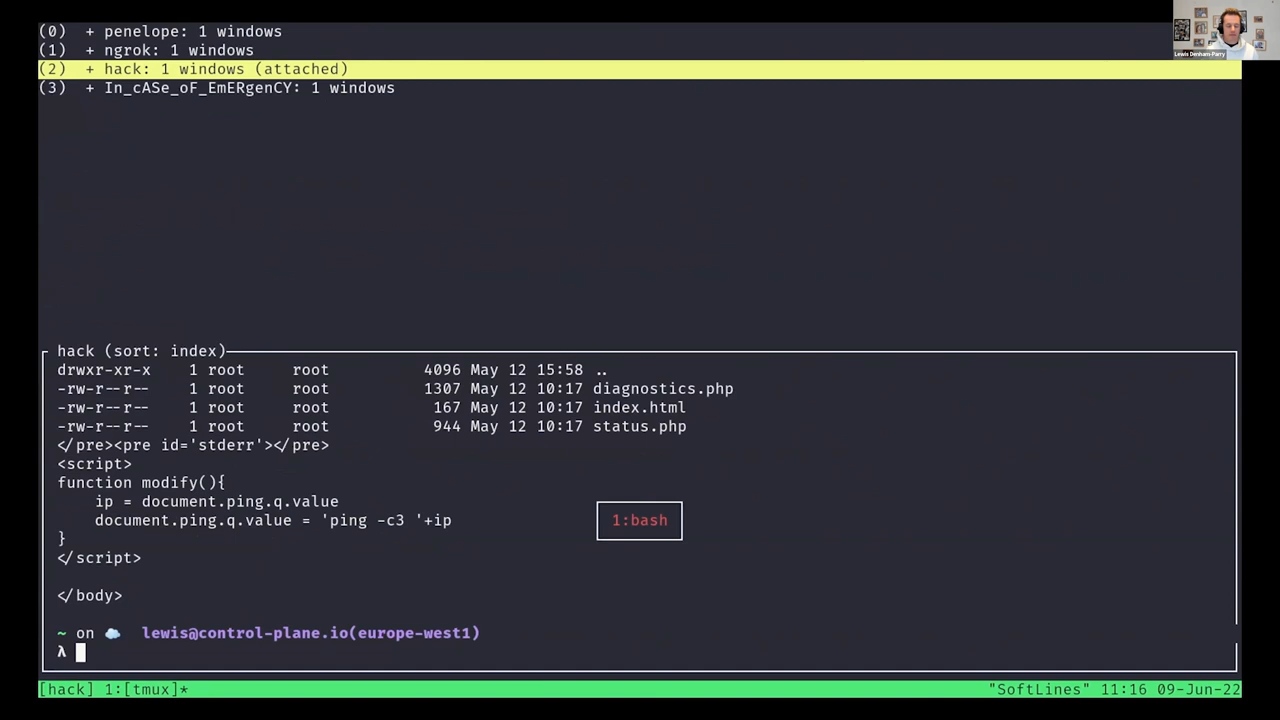 (0) + penelope: 1 windows
(1) + ngrok: 1 windows
(2) + hack: 1 windows (attached)
(3) + In_cASe_oF_EmERgenCY: 1 windows
Lewis Denham-Parry
hack (sort: index)
drwxr-xr-x 1 root root 4096 May 12 15:58 ..
-rw-r--r-- 1 root root 1307 May 12 10:17 diagnostics.php
-rw-r--r-- 1 root root 167 May 12 10:17 index.html
-rw-r--r-- 1 root root 944 May 12 10:17 status.php
</pre><pre id='stderr'></pre>
<script>
function modify(){
ip = document.ping.q.value
document.ping.q.value = 'ping -c3 '+ip
}
</script>
1:bash
</body>
~ on ☁️ lewis@control-plane.io(europe-west1)
λ
[hack] 1:[tmux]* "SoftLines" 11:16 09-Jun-22